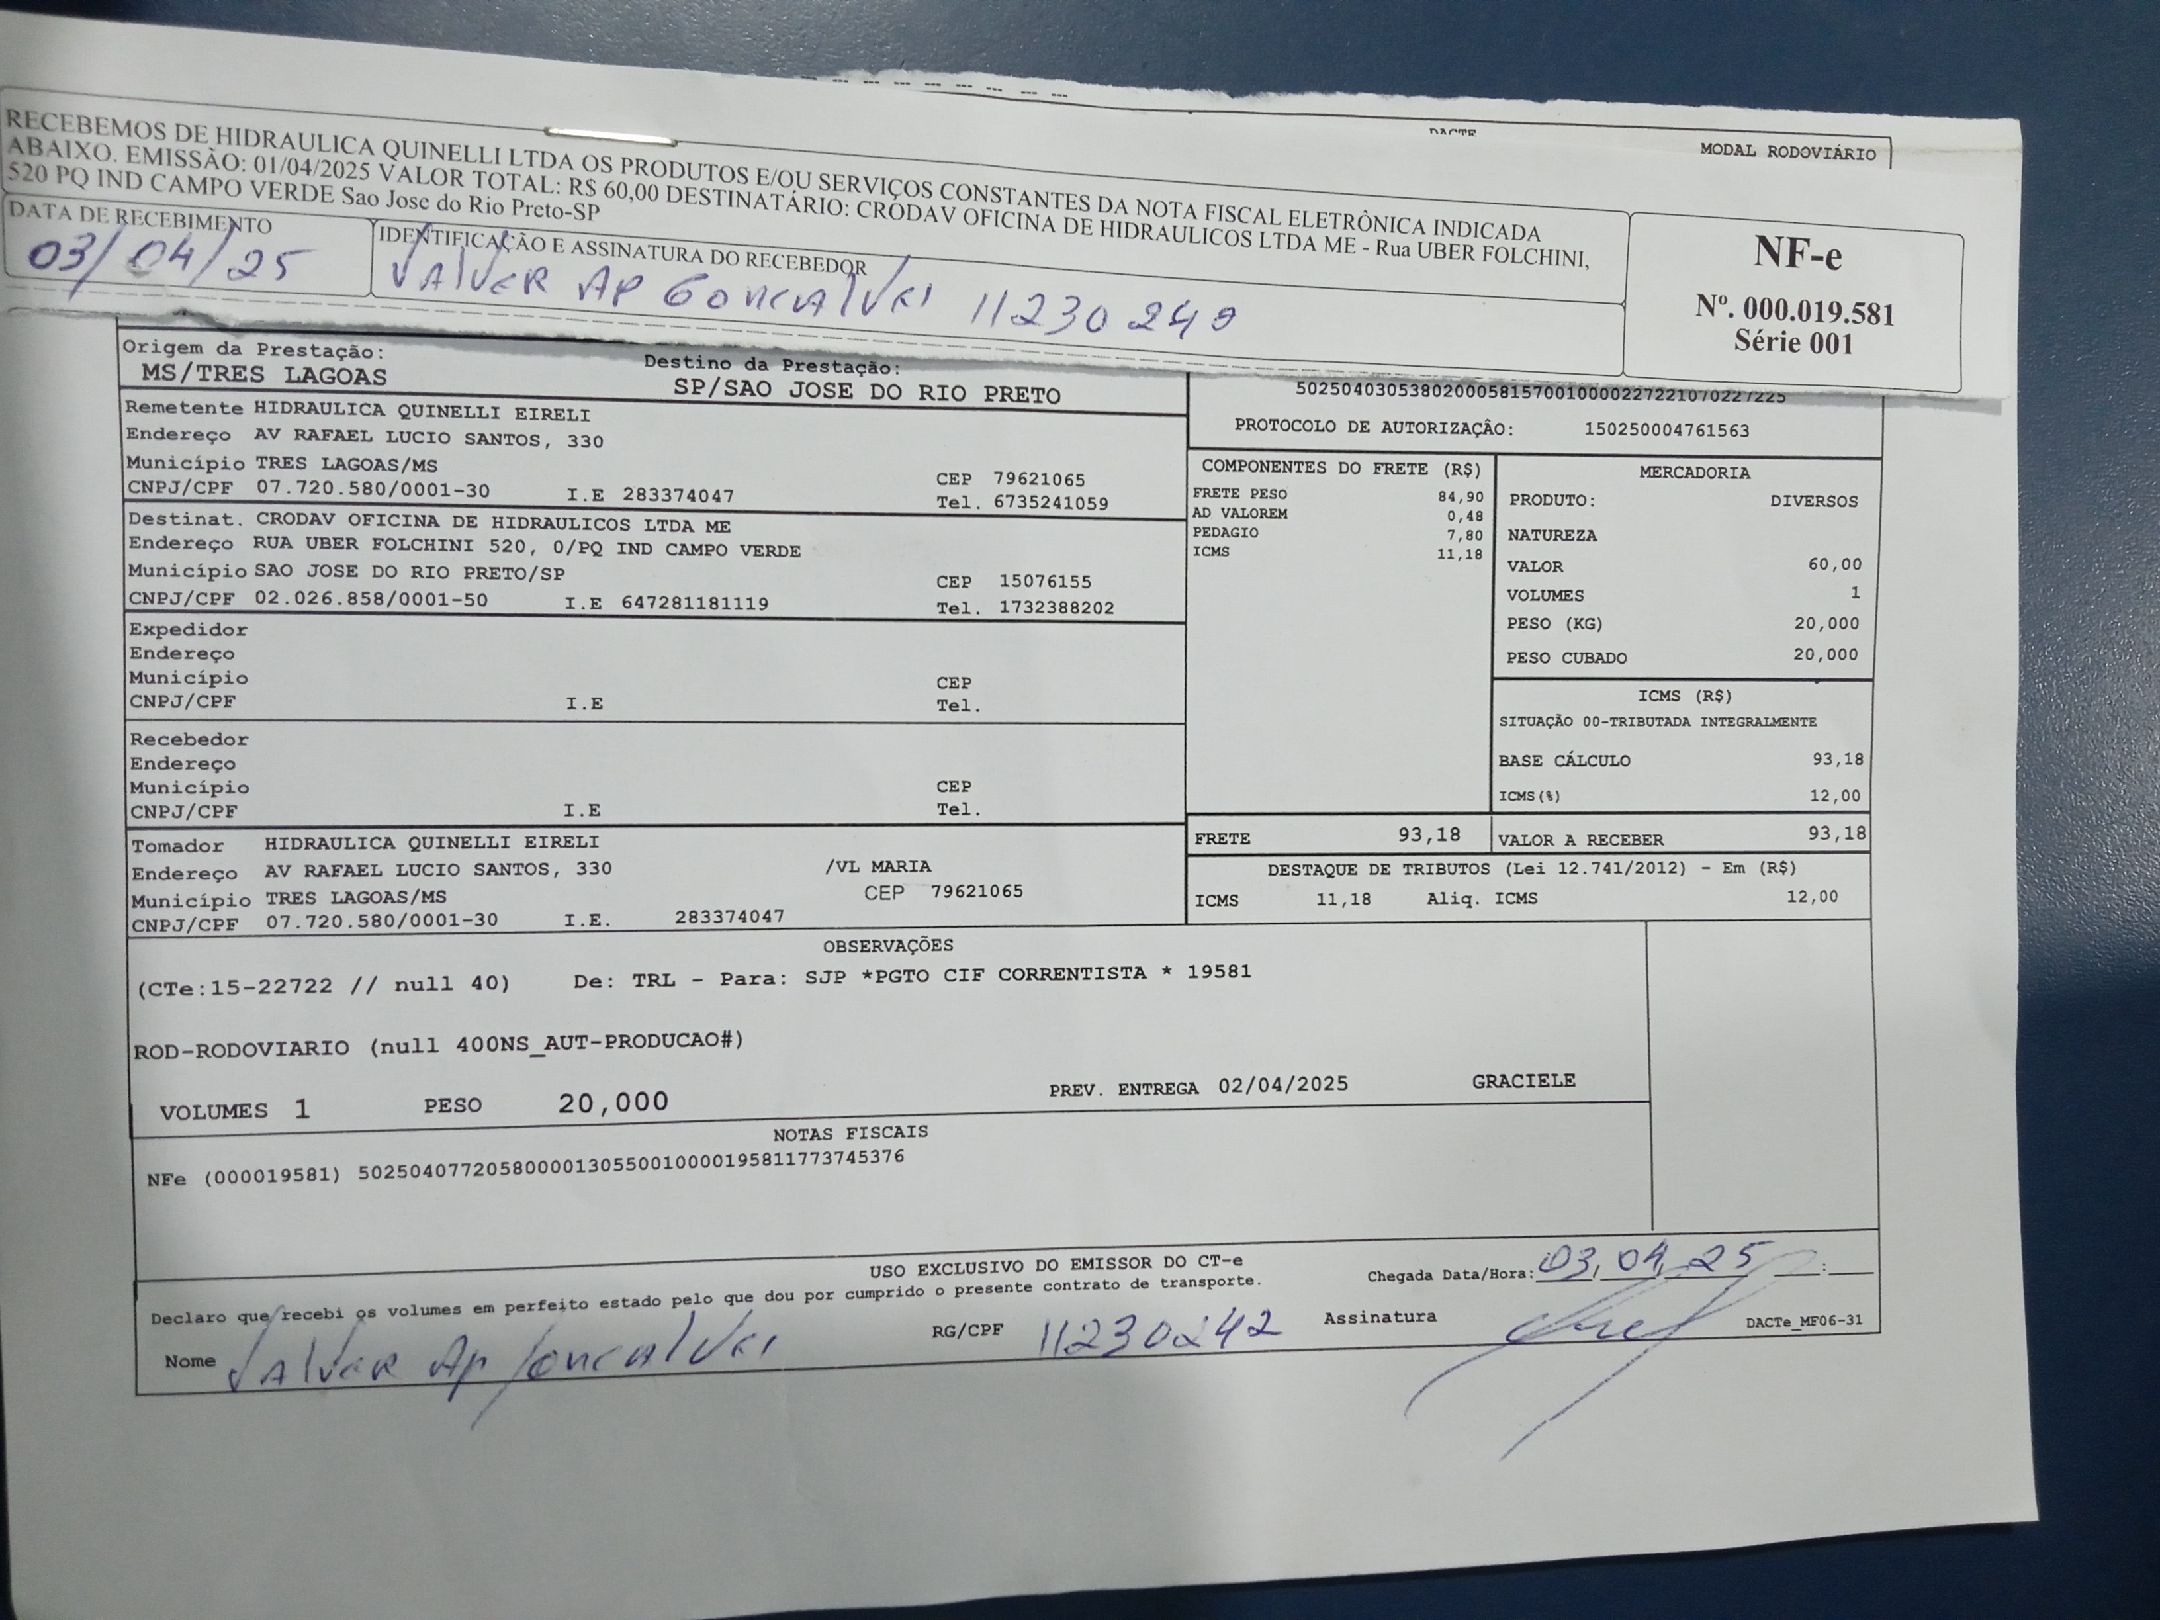 DACTE
MODAL RODOVIÁRIO
RECEBEMOS DE HIDRAULICA QUINELLI LTDA OS PRODUTOS E/OU SERVIÇOS CONSTANTES DA NOTA FISCAL ELETRÔNICA INDICADA
ABAIXO. EMISSÃO: 01/04/2025 VALOR TOTAL: R$ 60,00 DESTINATÁRIO: CRODAV OFICINA DE HIDRAULICOS LTDA ME - Rua UBER FOLCHINI,
520 PQ IND CAMPO VERDE Sao Jose do Rio Preto-SP
DATA DE RECEBIMENTO
03/04/25
IDENTIFICAÇÃO E ASSINATURA DO RECEBEDOR
VALVER AP GONCALVES 11230242
NF-e
Nº. 000.019.581
Série 001
Origem da Prestação:
MS/TRES LAGOAS
Destino da Prestação:
SP/SAO JOSE DO RIO PRETO
Remetente HIDRAULICA QUINELLI EIRELI
Endereço AV RAFAEL LUCIO SANTOS, 330
Município TRES LAGOAS/MS CEP 79621065
CNPJ/CPF 07.720.580/0001-30 I.E 283374047 Tel. 6735241059
Destinat. CRODAV OFICINA DE HIDRAULICOS LTDA ME
Endereço RUA UBER FOLCHINI 520, 0/PQ IND CAMPO VERDE
Município SAO JOSE DO RIO PRETO/SP CEP 15076155
CNPJ/CPF 02.026.858/0001-50 I.E 647281181119 Tel. 1732388202
Expedidor
Endereço
Município CEP
CNPJ/CPF I.E Tel.
Recebedor
Endereço
Município CEP
CNPJ/CPF I.E Tel.
Tomador HIDRAULICA QUINELLI EIRELI
Endereço AV RAFAEL LUCIO SANTOS, 330 /VL MARIA
Município TRES LAGOAS/MS CEP 79621065
CNPJ/CPF 07.720.580/0001-30 I.E. 283374047
50250403053802000581570010000227221070227225
PROTOCOLO DE AUTORIZAÇÃO: 150250004761563
COMPONENTES DO FRETE (R$)
FRETE PESO 84,90
AD VALOREM 0,48
PEDAGIO 7,80
ICMS 11,18
MERCADORIA
PRODUTO: DIVERSOS
NATUREZA
VALOR 60,00
VOLUMES 1
PESO (KG) 20,000
PESO CUBADO 20,000
ICMS (R$)
SITUAÇÃO 00-TRIBUTADA INTEGRALMENTE
BASE CÁLCULO 93,18
ICMS(%) 12,00
FRETE 93,18 VALOR A RECEBER 93,18
DESTAQUE DE TRIBUTOS (Lei 12.741/2012) - Em (R$)
ICMS 11,18 Aliq. ICMS 12,00
OBSERVAÇÕES
(CTe:15-22722 // null 40) De: TRL - Para: SJP *PGTO CIF CORRENTISTA * 19581
ROD-RODOVIARIO (null 400NS_AUT-PRODUCAO#)
VOLUMES 1 PESO 20,000 PREV. ENTREGA 02/04/2025 GRACIELE
NOTAS FISCAIS
NFe (000019581) 50250407720580000130550010000195811773745376
USO EXCLUSIVO DO EMISSOR DO CT-e
Declaro que recebi os volumes em perfeito estado pelo que dou por cumprido o presente contrato de transporte.
Chegada Data/Hora: 03,04,25 :
Nome VALVER Ap GONCALVES RG/CPF 11230242 Assinatura
DACTe_MF06-31